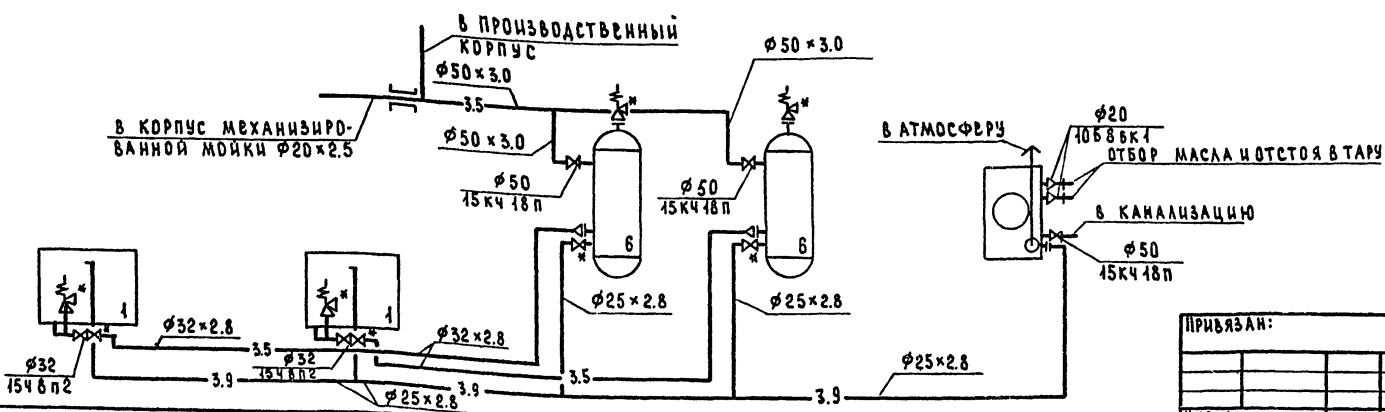 В ПРОИЗВОДСТВЕННЫЙ
КОРПУС
ф50×3.0
ф50×3.0
3.5
*
*
В КОРПУС МЕХАНИЗИРО-
ВАННОЙ МОЙКИ ф20×2.5
ф50×3.0
В АТМОСФЕРУ
ф20
10Б8БК1
ОТБОР МАСЛА И ОТСТОЯ В ТАРУ
ф50
15КЧ18П
ф50
15КЧ18П
В КАНАЛИЗАЦИЮ
ф50
15КЧ18П
6
6
*
*
ф25×2.8
ф25×2.8
*
1
*
1
*
*
ф32×2.8
ф32×2.8
ф32
15Ч8П2
3.5
ф32
15Ч8П2
3.5
3.9
ф25×2.8
3.9
3.9
ф25×2.8
ПРИВЯЗАН: